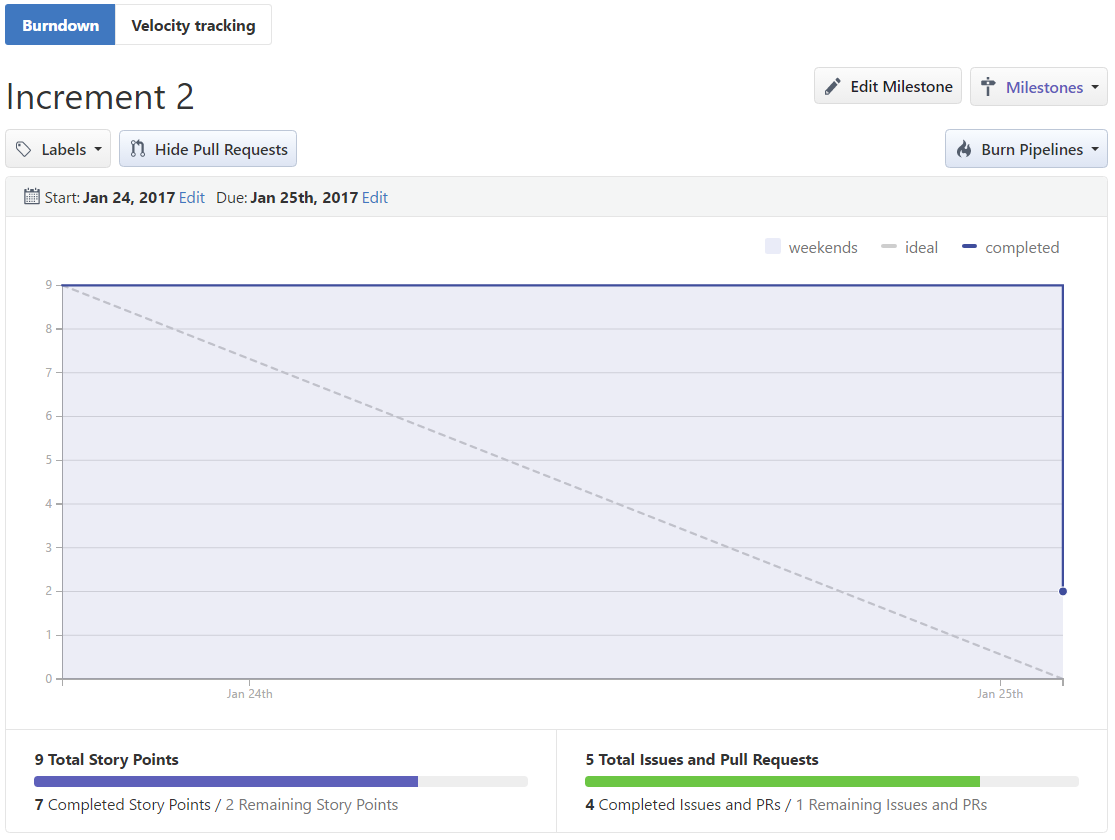 Burndown Velocity tracking
Increment 2
Edit Milestone Milestones
Labels Hide Pull Requests Burn Pipelines
Start: Jan 24, 2017 Edit Due: Jan 25th, 2017 Edit
weekends ideal completed
9
8
7
6
5
4
3
2
1
0
Jan 24th Jan 25th
9 Total Story Points
7 Completed Story Points / 2 Remaining Story Points
5 Total Issues and Pull Requests
4 Completed Issues and PRs / 1 Remaining Issues and PRs